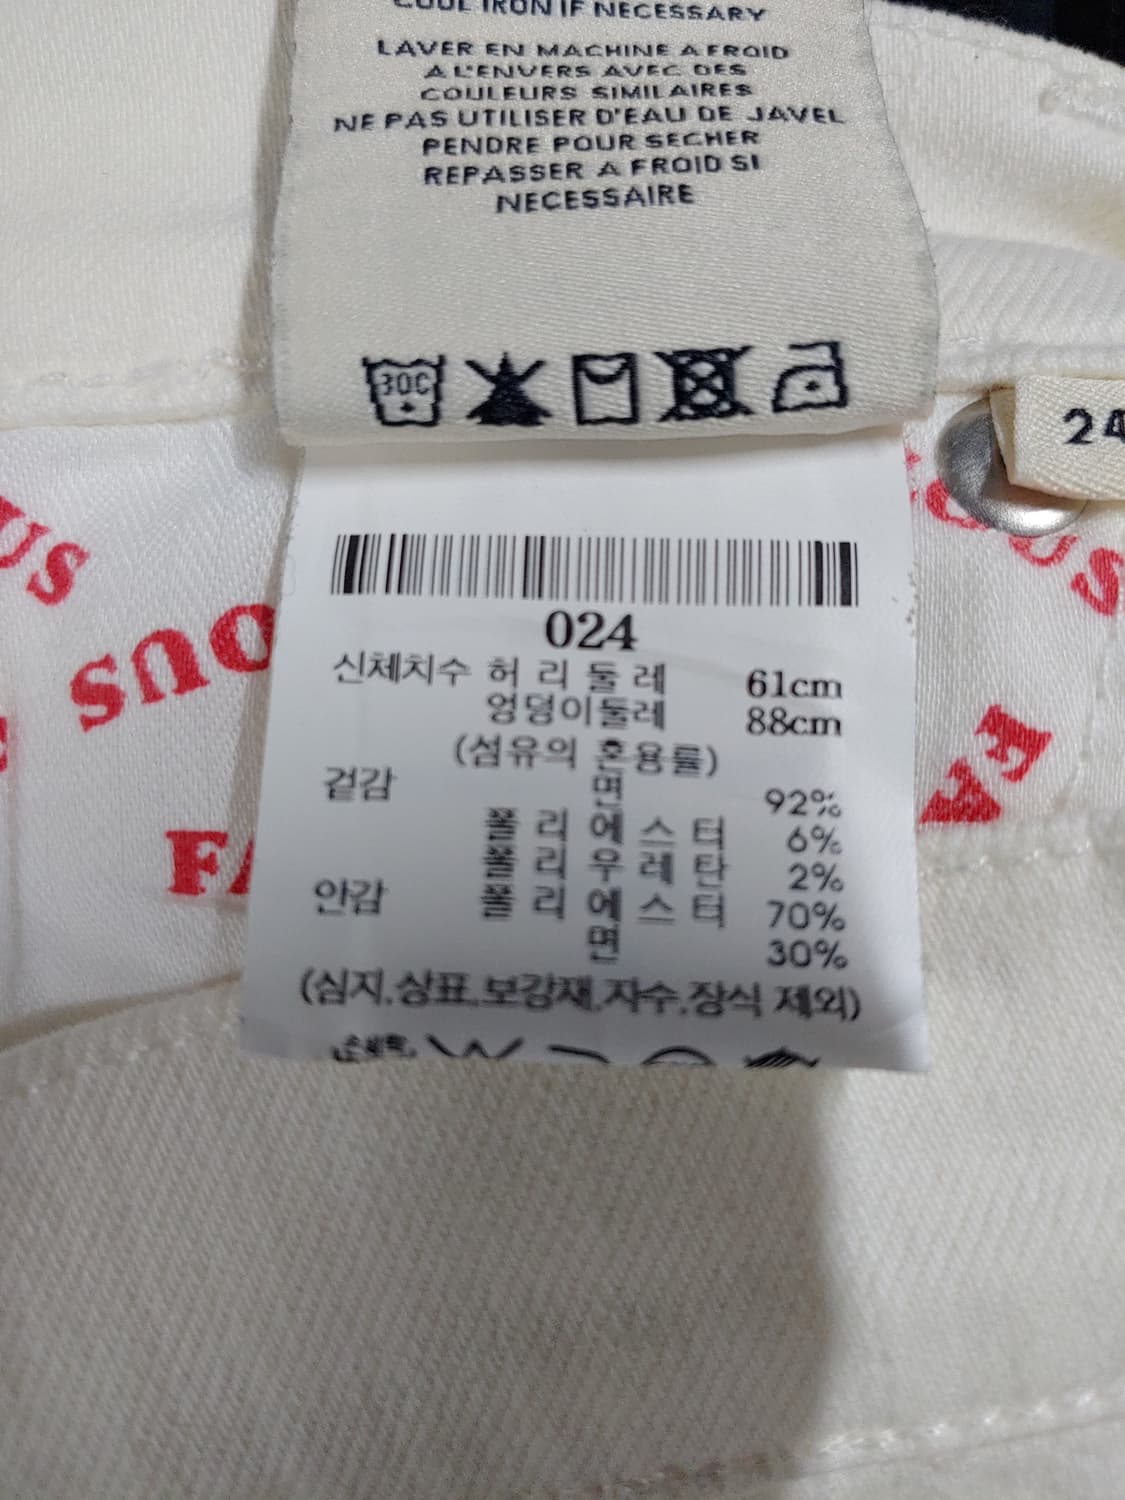 COOL IRON IF NECESSARY
LAVER EN MACHINE A FROID
A L'ENVERS AVEC DES
COULEURS SIMILAIRES
NE PAS UTILISER D'EAU DE JAVEL
PENDRE POUR SECHER
REPASSER A FROID SI
NECESSAIRE
30C
24
024
신체치수 허 리 둘 레 61cm
엉덩이둘레 88cm
(섬유의 혼용률)
겉감 면 92%
폴 리 에 스 터 6%
폴 리 우 레 탄 2%
안감 폴 리 에 스 터 70%
면 30%
(심지,상표,보강재,자수,장식 제외)